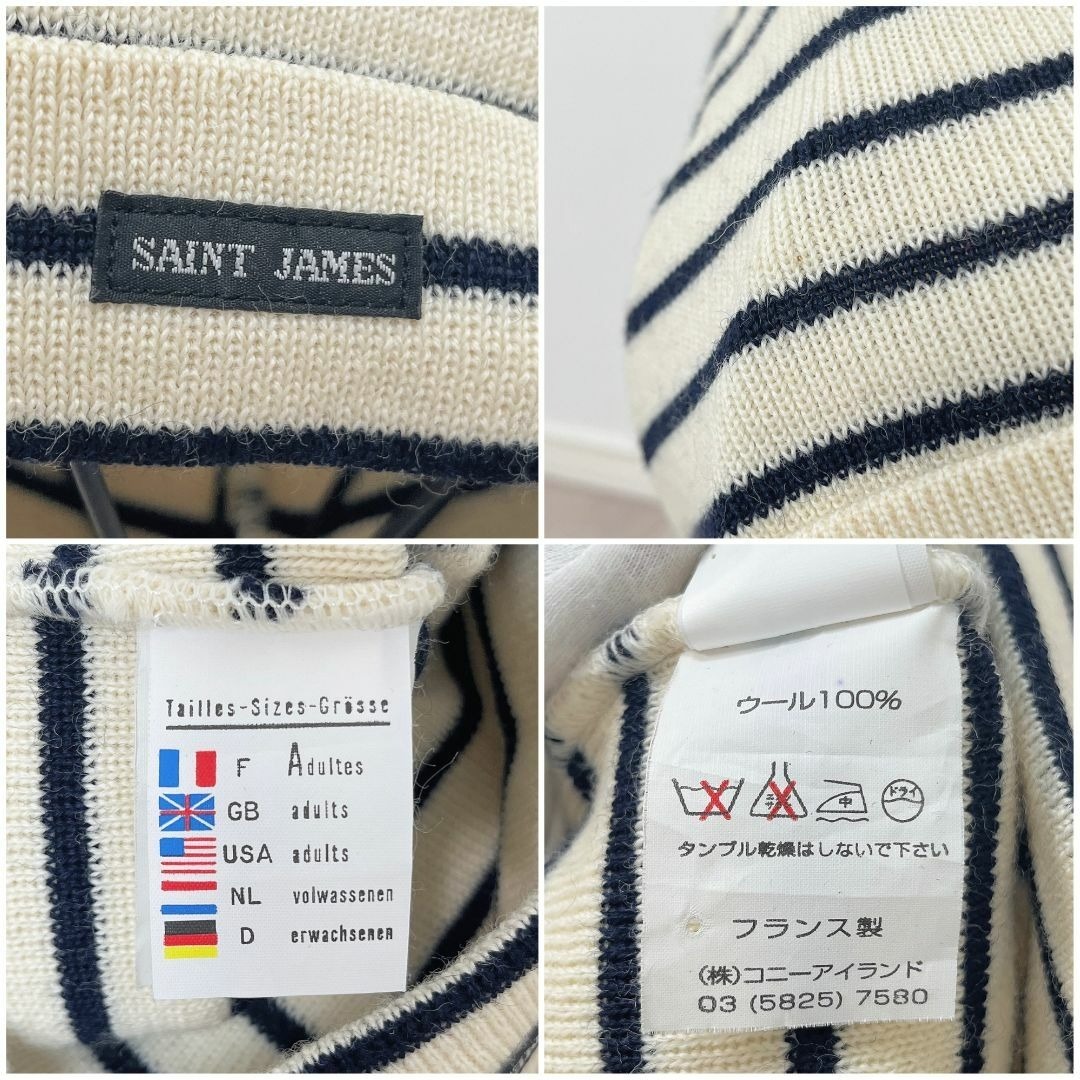 SAINT JAMES
Tailles-Sizes-Grösse
F Adultes
GB adults
USA adults
NL volwassenen
D erwachsenen
ウール100%
中 ドライ
タンブル乾燥はしないで下さい
フランス製
(株)コニーアイランド
03 (5825) 7580